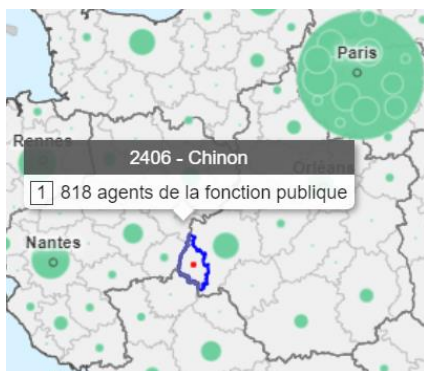 Paris
Rennes
2406 - Chinon
Orléans
1 818 agents de la fonction publique
Nantes